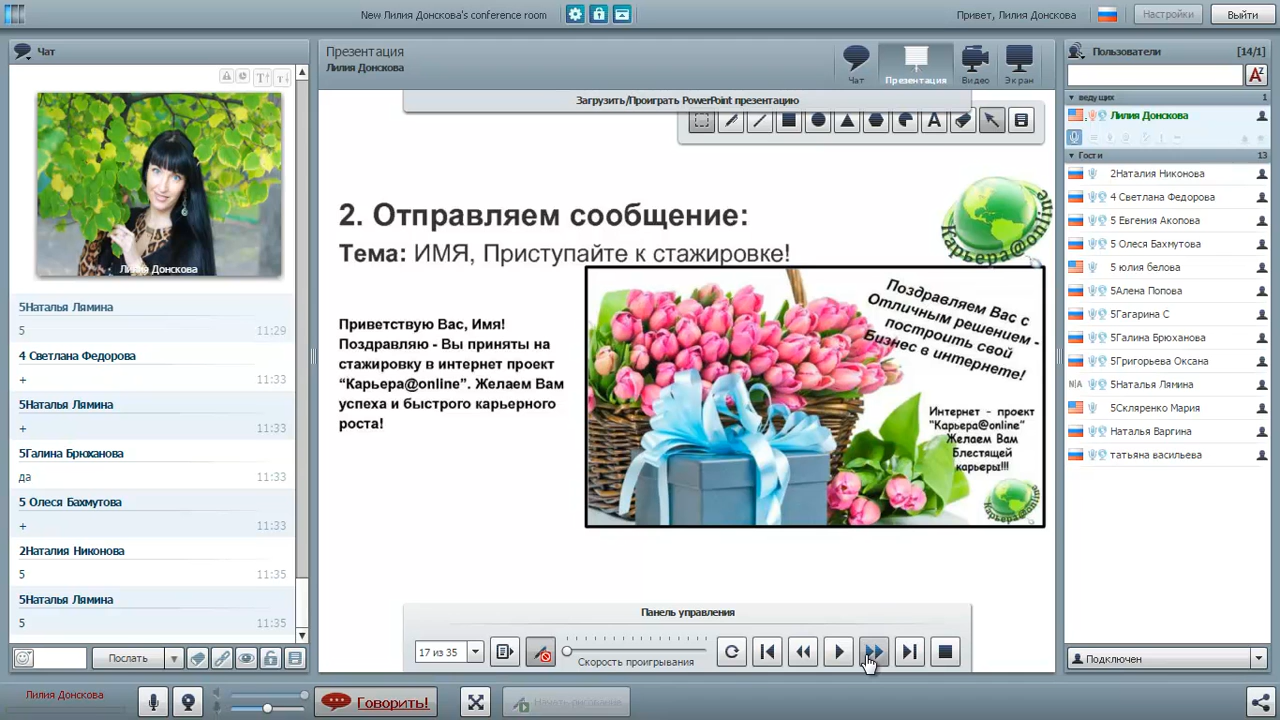 New Лилия Донскова's conference room
Привет, Лилия Донскова
Настройки
Выйти
Чат
T↑ T↓
Лилия Донскова
5Наталья Лямина
5 11:29
4 Светлана Федорова
+ 11:33
5Наталья Лямина
+ 11:33
5Галина Брюханова
да 11:33
5 Олеся Бахмутова
+ 11:33
2Наталия Никонова
5 11:35
5Наталья Лямина
5 11:35
Послать
Презентация
Лилия Донскова
Чат
Презентация
Видео
Экран
Загрузить/Проиграть PowerPoint презентацию
A
2. Отправляем сообщение:
Тема: ИМЯ, Приступайте к стажировке!
Карьера@online
Приветствую Вас, Имя!
Поздравляю - Вы приняты на
стажировку в интернет проект
“Карьера@online”. Желаем Вам
успеха и быстрого карьерного
роста!
Поздравляем Вас с
Отличным решением -
построить свой
Бизнес в интернете!
Интернет - проект
"Карьера@online"
Желаем Вам
Блестящей
карьеры!!!
Карьера@online
Панель управления
17 из 35
Скорость проигрывания
Пользователи [14/1]
AZ
ведущих 1
Лилия Донскова
Гости 13
2Наталия Никонова
4 Светлана Федорова
5 Евгения Акопова
5 Олеся Бахмутова
5 юлия белова
5Алена Попова
5Гагарина С
5Галина Брюханова
5Григорьева Оксана
N/A 5Наталья Лямина
5Скляренко Мария
Наталья Варгина
татьяна васильева
Подключен
Лилия Донскова
Говорить!